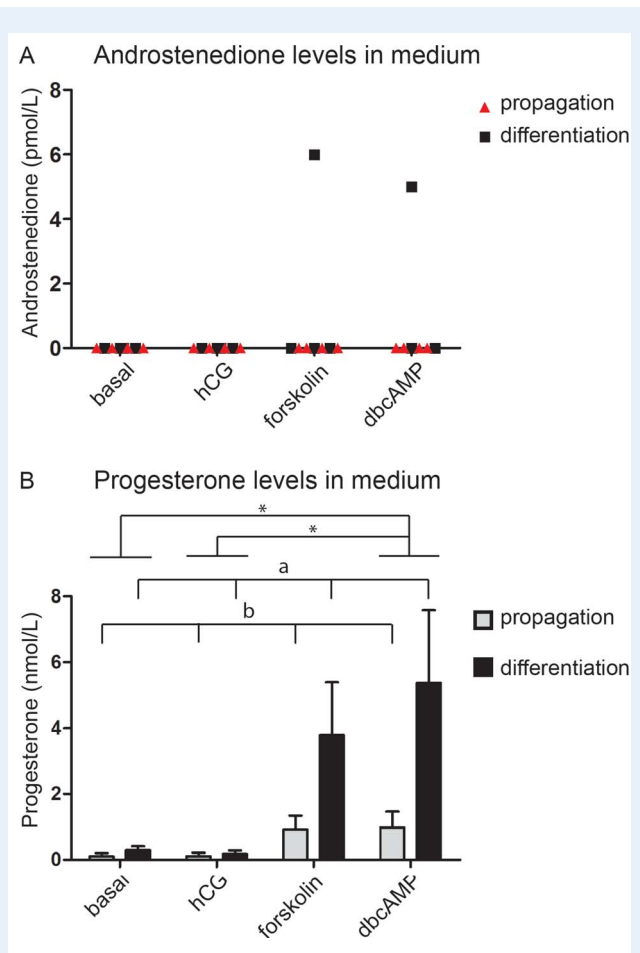 A Androstenedione levels in medium
Androstenedione (pmol/L)
8
6
4
2
0
basal
hCG
forskolin
dbcAMP
propagation
differentiation
B Progesterone levels in medium
*
*
a
b
Progesterone (nmol/L)
8
6
4
2
0
basal
hCG
forskolin
dbcAMP
propagation
differentiation